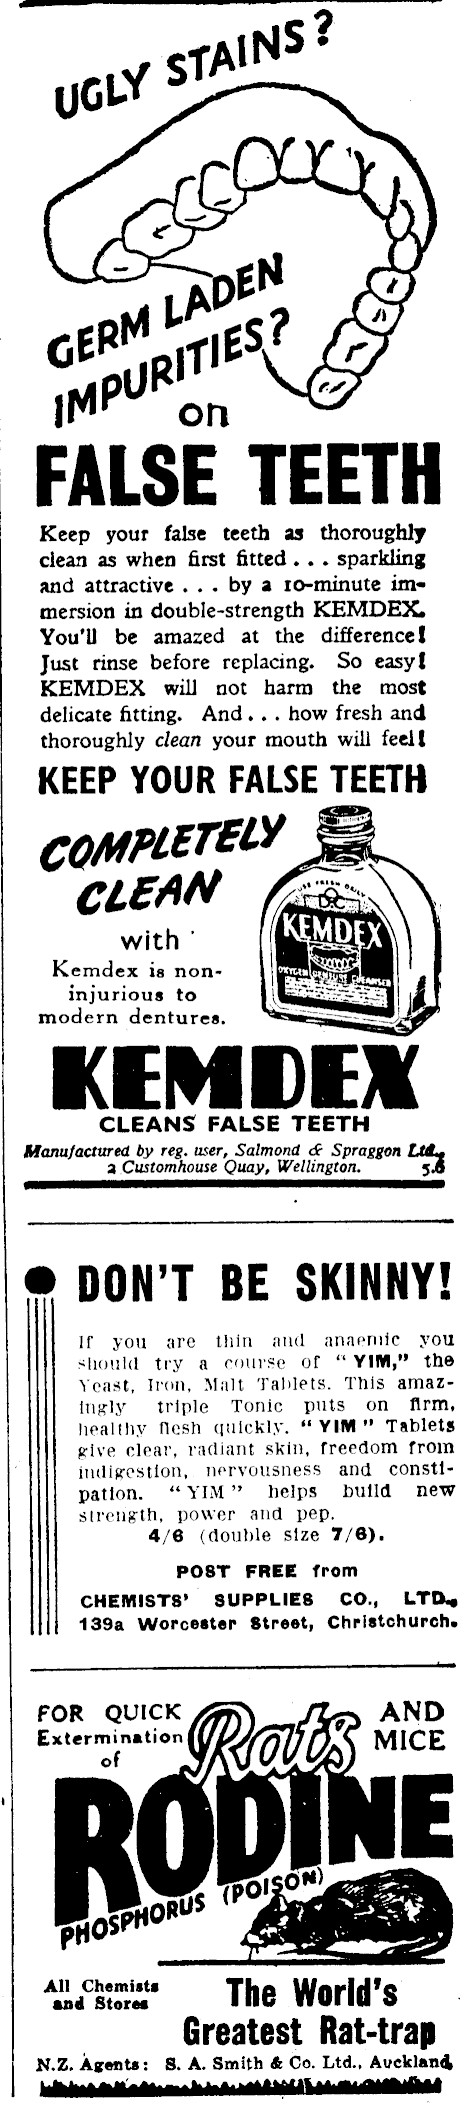 UGLY STAINS?
GERM LADEN
IMPURITIES?
on
FALSE TEETH
Keep your false teeth as thoroughly
clean as when first fitted . . . sparkling
and attractive . . . by a 10-minute im-
mersion in double-strength KEMDEX.
You'll be amazed at the difference!
Just rinse before replacing. So easy!
KEMDEX will not harm the most
delicate fitting. And . . . how fresh and
thoroughly clean your mouth will feel!
KEEP YOUR FALSE TEETH
COMPLETELY
CLEAN
with
Kemdex is non-
injurious to
modern dentures.
USE FRESH DAILY
D&C
KEMDEX
OXYGEN DENTURE CLEANSER
KEMDEX
CLEANS FALSE TEETH
Manufactured by reg. user, Salmond & Spraggon Ltd.,
2 Customhouse Quay, Wellington. 5.6
DON'T BE SKINNY!
If you are thin and anaemic you
should try a course of "YIM," the
Yeast, Iron, Malt Tablets. This amaz-
ingly triple Tonic puts on firm,
healthy flesh quickly. "YIM" Tablets
give clear, radiant skin, freedom from
indigestion, nervousness and consti-
pation. "YIM" helps build new
strength, power and pep.
4/6 (double size 7/6).
POST FREE from
CHEMISTS' SUPPLIES CO., LTD.,
139a Worcester Street, Christchurch.
FOR QUICK
Extermination
of
Rats
AND
MICE
RODINE
PHOSPHORUS (POISON)
All Chemists
and Stores
The World's
Greatest Rat-trap
N.Z. Agents: S. A. Smith & Co. Ltd., Auckland